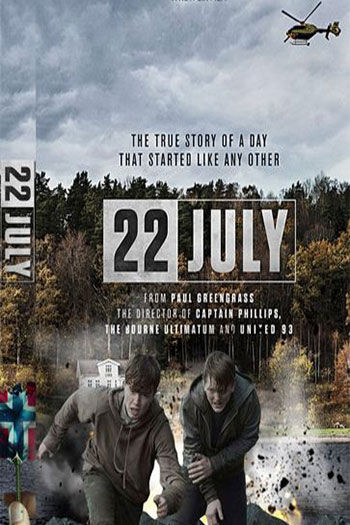 THE TRUE STORY OF A DAY
THAT STARTED LIKE ANY OTHER
22 JULY
FROM PAUL GREENGRASS
THE DIRECTOR OF CAPTAIN PHILLIPS,
THE BOURNE ULTIMATUM AND UNITED 93
22 JULY